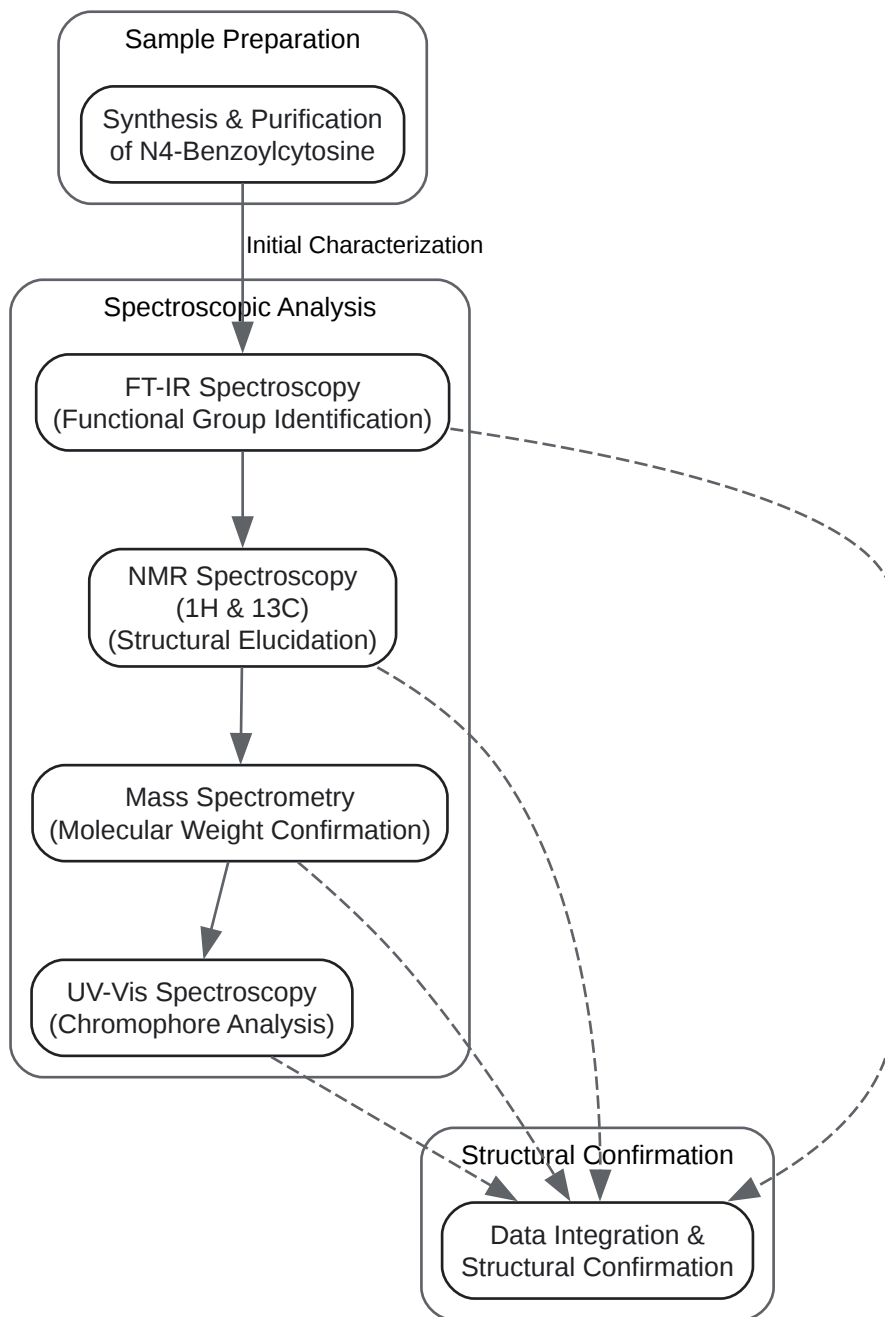 Sample Preparation
Synthesis & Purification
of N4-Benzoylcytosine
Initial Characterization
Spectroscopic Analysis
FT-IR Spectroscopy
(Functional Group Identification)
NMR Spectroscopy
(1H & 13C)
(Structural Elucidation)
Mass Spectrometry
(Molecular Weight Confirmation)
UV-Vis Spectroscopy
(Chromophore Analysis)
Structural Confirmation
Data Integration &
Structural Confirmation